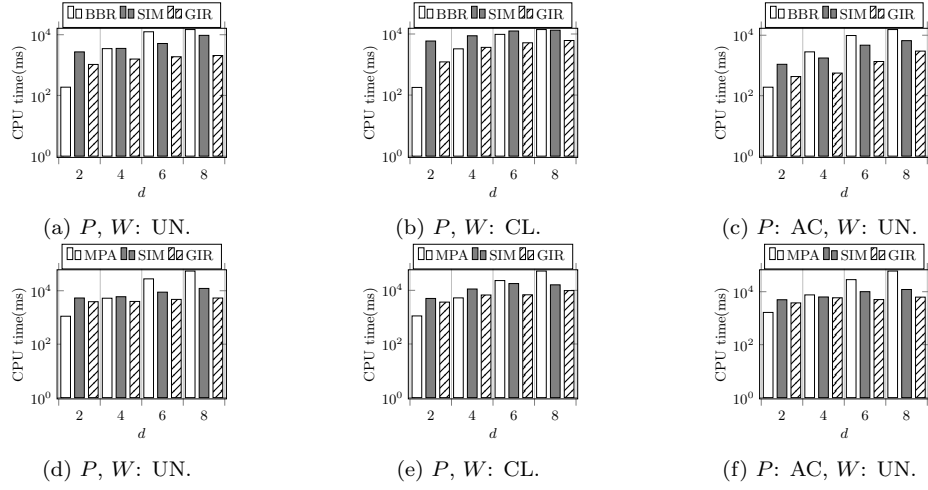 BBR SIM GIR
CPU time(ms)
10^4
10^2
10^0
2 4 6 8
d
(a) P, W: UN.
BBR SIM GIR
CPU time(ms)
10^4
10^2
10^0
2 4 6 8
d
(b) P, W: CL.
BBR SIM GIR
CPU time(ms)
10^4
10^2
10^0
2 4 6 8
d
(c) P: AC, W: UN.
MPA SIM GIR
CPU time(ms)
10^4
10^2
10^0
2 4 6 8
d
(d) P, W: UN.
MPA SIM GIR
CPU time(ms)
10^4
10^2
10^0
2 4 6 8
d
(e) P, W: CL.
MPA SIM GIR
CPU time(ms)
10^4
10^2
10^0
2 4 6 8
d
(f) P: AC, W: UN.